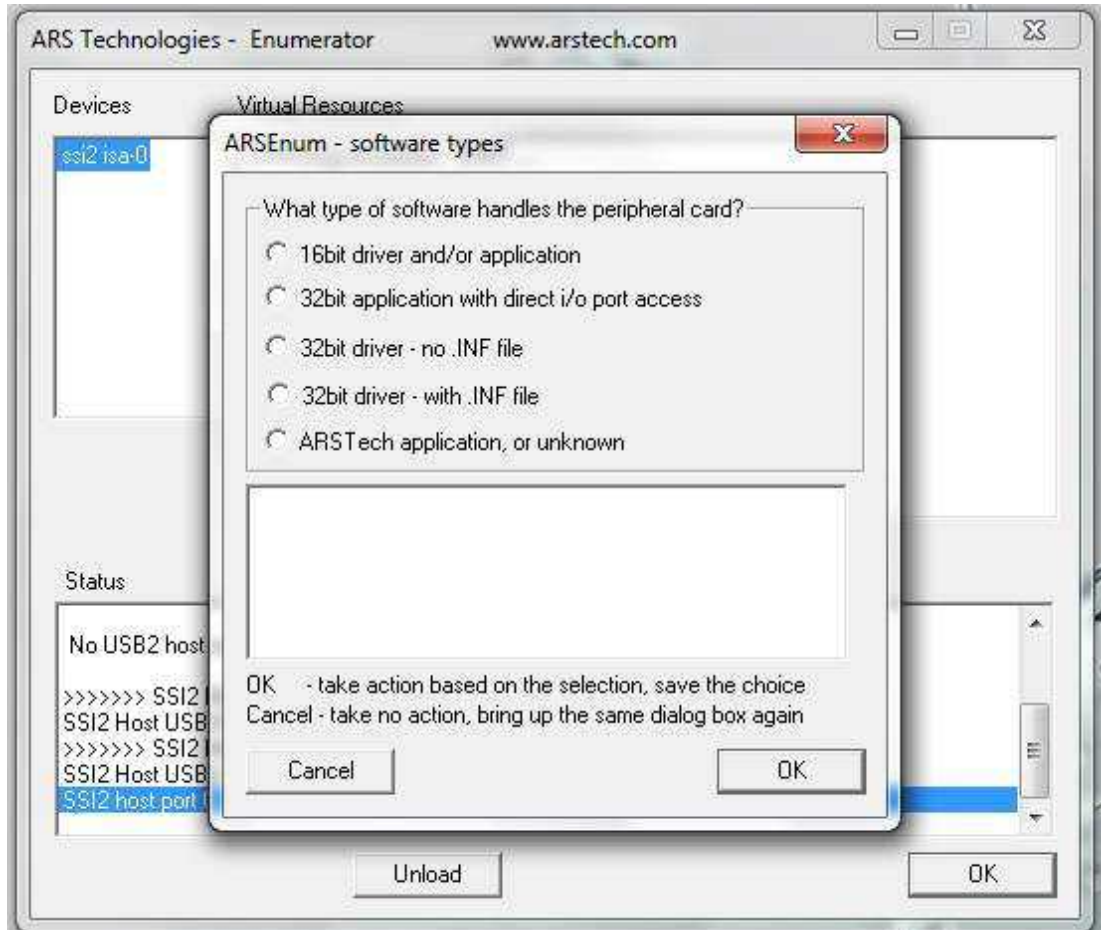 ARS Technologies - Enumerator www.arstech.com
Devices Virtual Resources
ssi2 isa-0
ARSEnum - software types
What type of software handles the peripheral card?
16bit driver and/or application
32bit application with direct i/o port access
32bit driver - no .INF file
32bit driver - with .INF file
ARSTech application, or unknown
OK - take action based on the selection, save the choice
Cancel - take no action, bring up the same dialog box again
Cancel OK
Status
No USB2 host
>>>>>>> SSI2
SSI2 Host USB
>>>>>>> SSI2
SSI2 Host USB
SSI2 host port
Unload OK